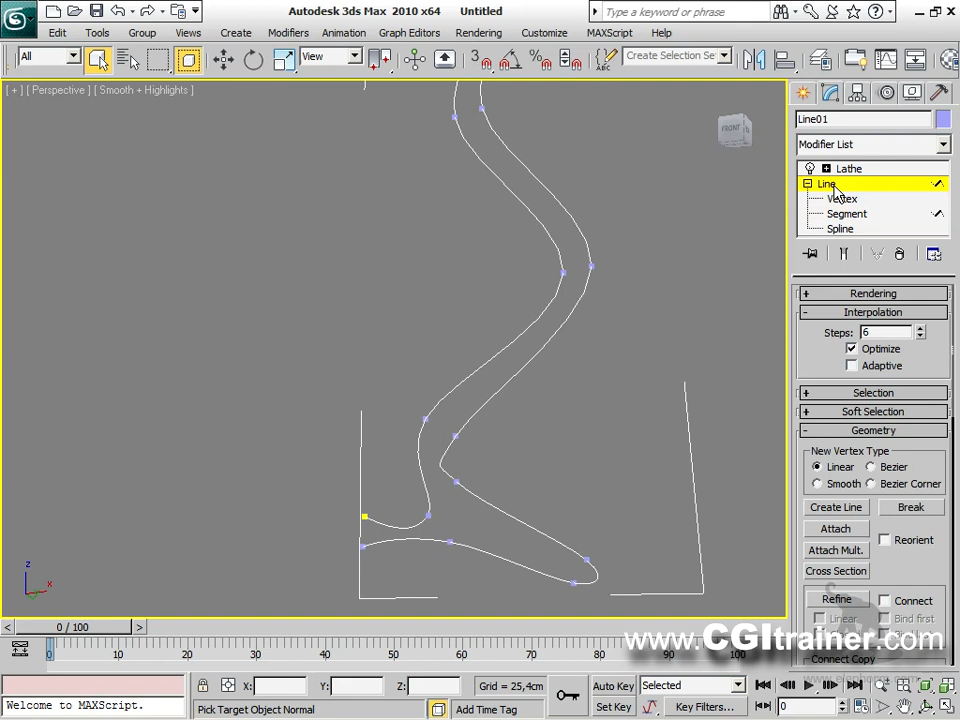 Autodesk 3ds Max 2010 x64 Untitled
Type a keyword or phrase
Edit Tools Group Views Create Modifiers Animation Graph Editors Rendering Customize MAXScript Help
All View 3 Create Selection Se
[ + ] [ Perspective ] [ Smooth + Highlights ]
FRONT
Line01
Modifier List
Lathe
Line
Vertex
Segment
Spline
+ Rendering
- Interpolation
Steps: 6
Optimize
Adaptive
+ Selection
+ Soft Selection
- Geometry
New Vertex Type
Linear Bezier
Smooth Bezier Corner
Create Line Break
Attach Reorient
Attach Mult.
Cross Section
Refine Connect
Linear Bind first
Connect Copy
z
x
< 0 / 100 >
0 10 20 30 40 50 60 70 80 90 100
www.CGItrainer.com
X: Y: Z: Grid = 25,4cm Auto Key Selected
Welcome to MAXScript. Pick Target Object Normal Add Time Tag Set Key Key Filters... 0